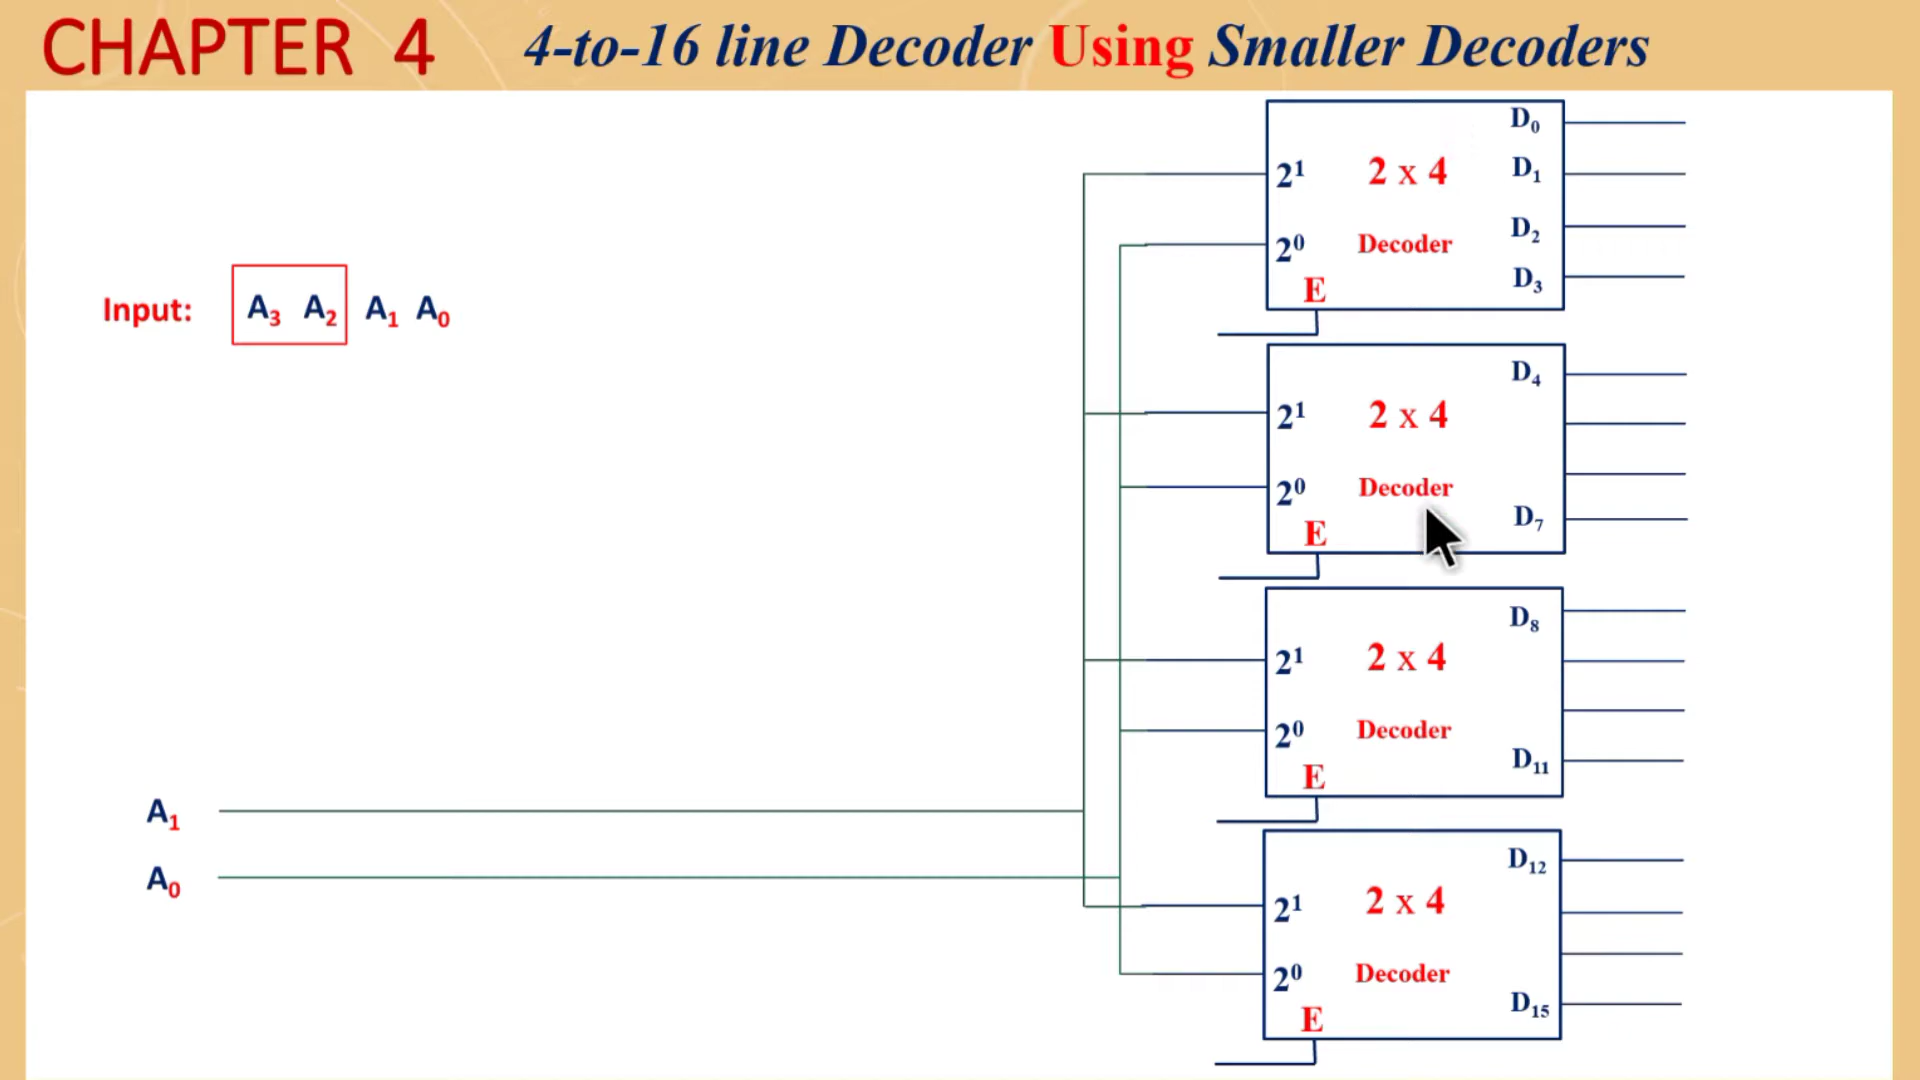 CHAPTER 4 4-to-16 line Decoder Using Smaller Decoders
Input: A3 A2 A1 A0
A1
A0
2¹ 2 x 4 D0
D1
2⁰ Decoder D2
E D3
2¹ 2 x 4 D4
2⁰ Decoder D7
E
2¹ 2 x 4 D8
2⁰ Decoder D11
E
2¹ 2 x 4 D12
2⁰ Decoder D15
E